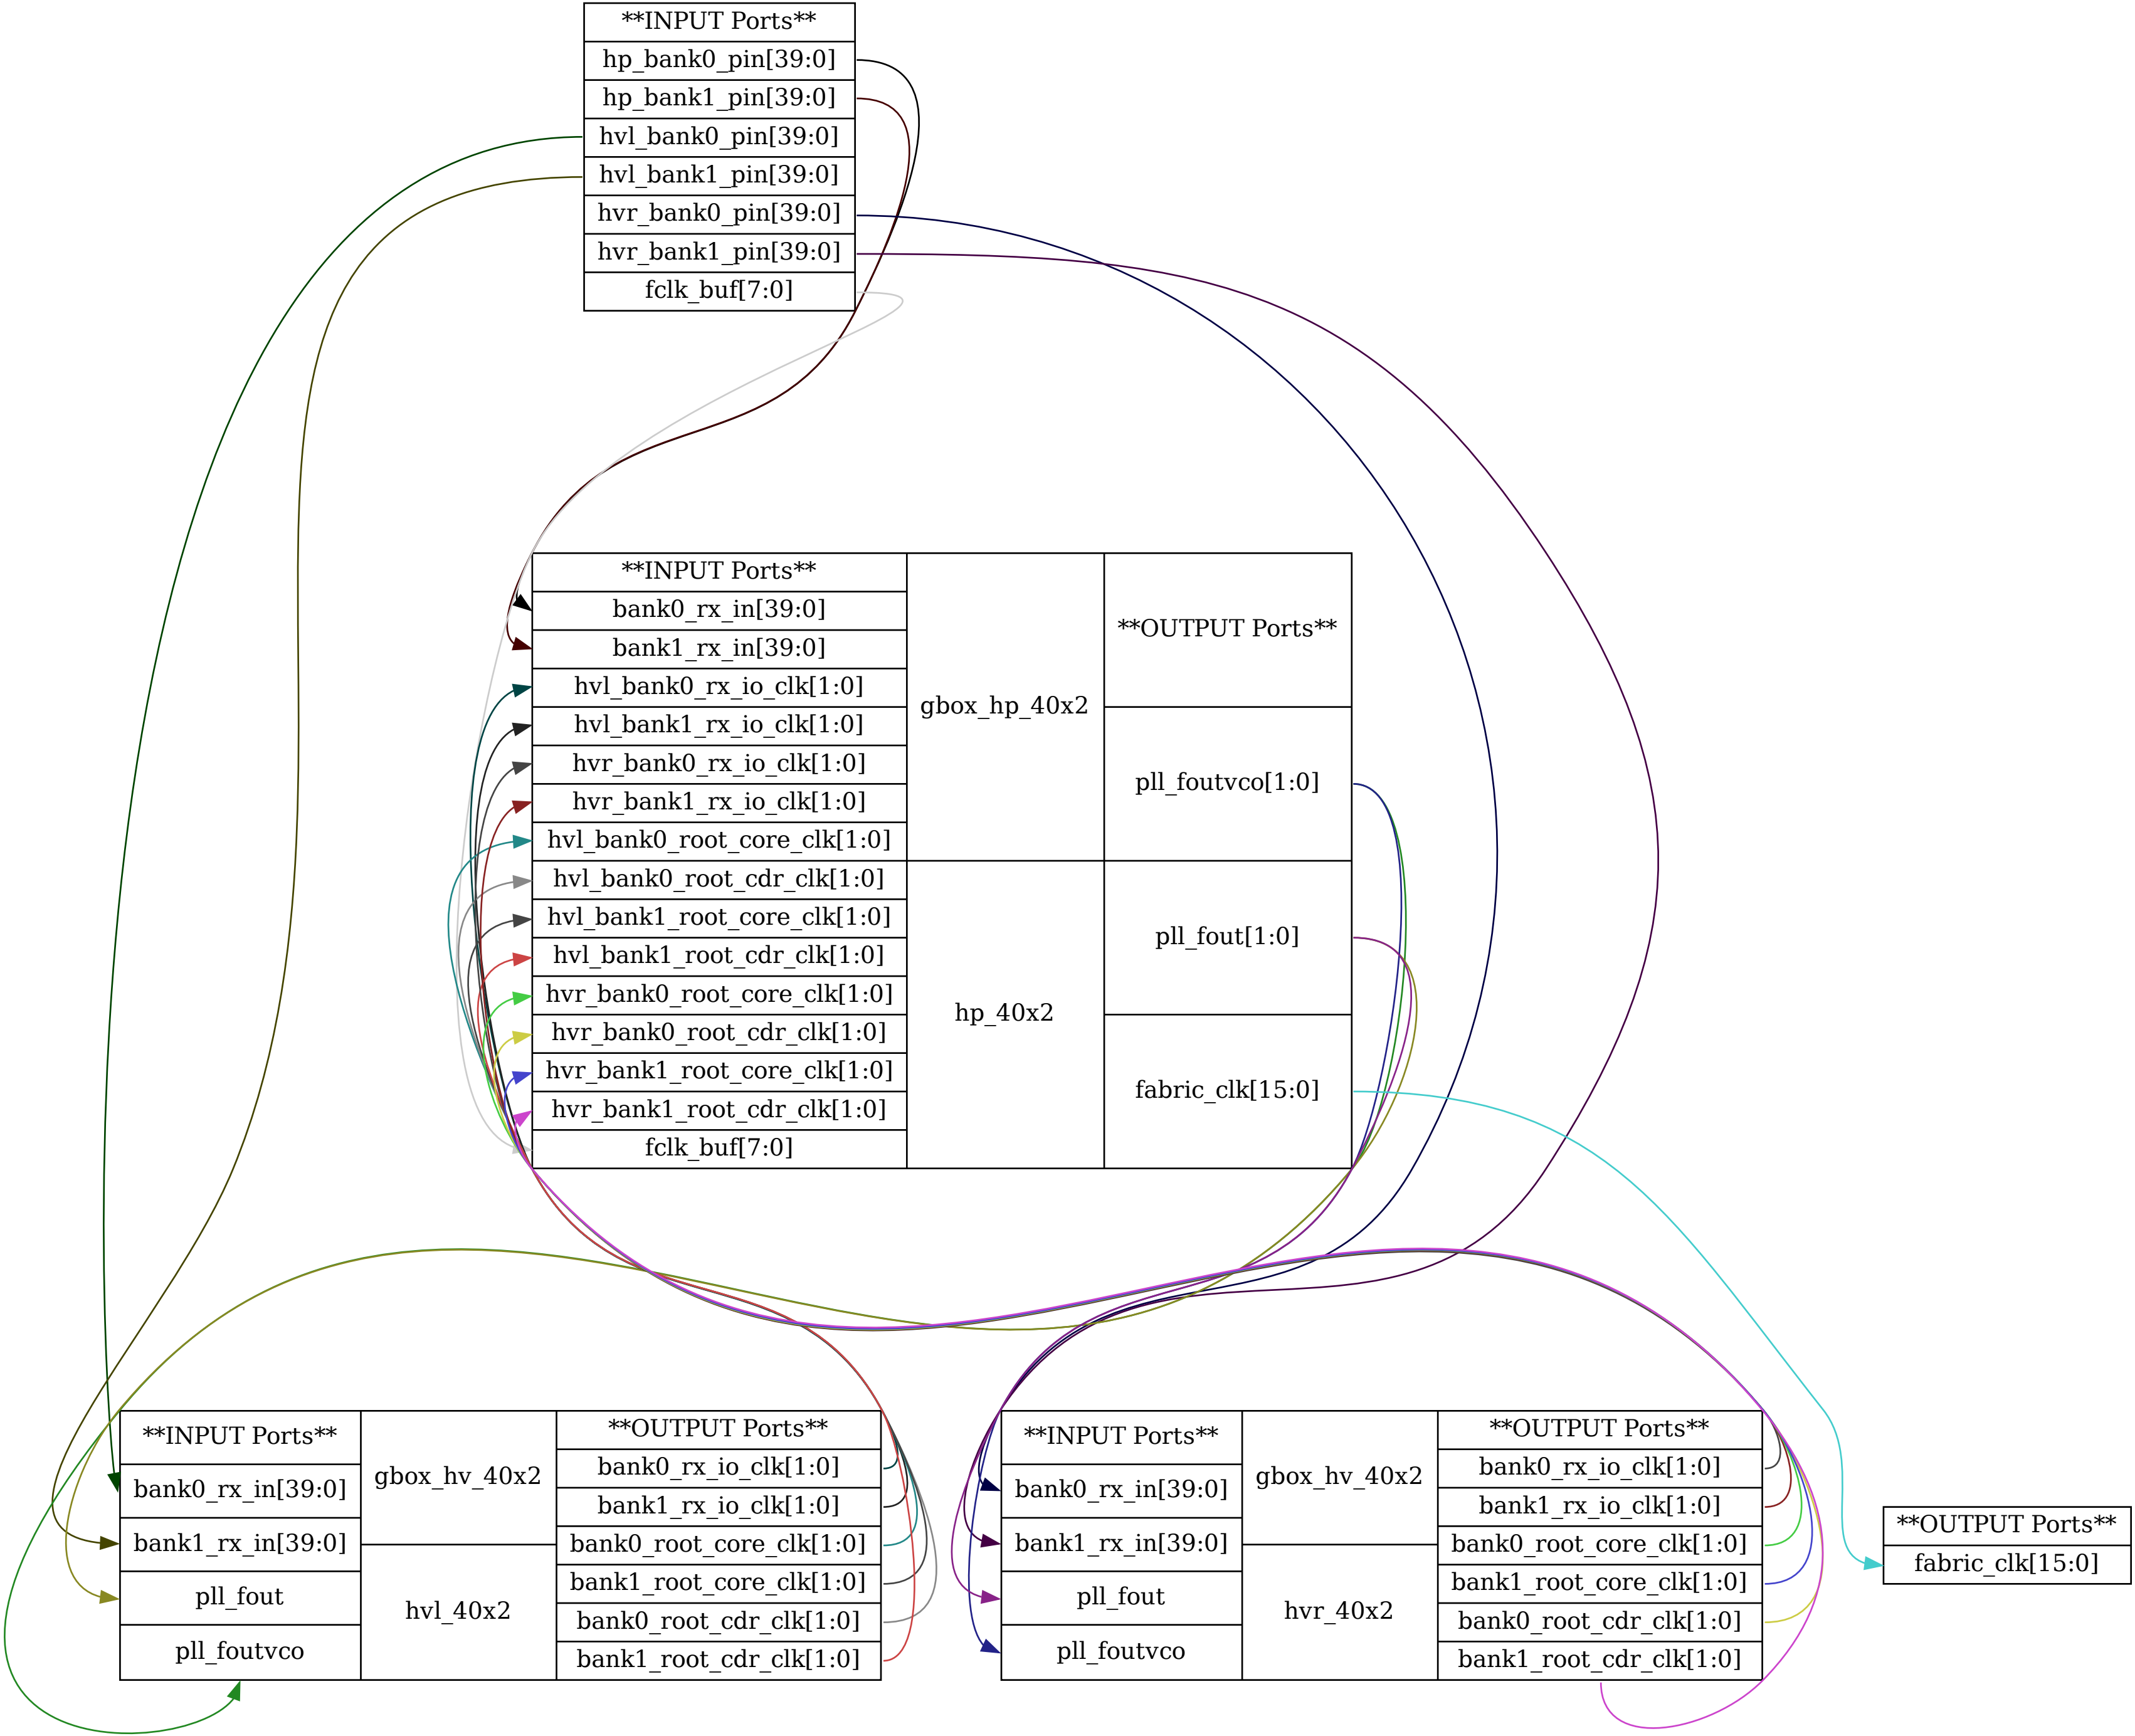 **INPUT Ports**
hp_bank0_pin[39:0]
hp_bank1_pin[39:0]
hvl_bank0_pin[39:0]
hvl_bank1_pin[39:0]
hvr_bank0_pin[39:0]
hvr_bank1_pin[39:0]
fclk_buf[7:0]
**INPUT Ports**
bank0_rx_in[39:0]
bank1_rx_in[39:0]
hvl_bank0_rx_io_clk[1:0]
hvl_bank1_rx_io_clk[1:0]
hvr_bank0_rx_io_clk[1:0]
hvr_bank1_rx_io_clk[1:0]
hvl_bank0_root_core_clk[1:0]
hvl_bank0_root_cdr_clk[1:0]
hvl_bank1_root_core_clk[1:0]
hvl_bank1_root_cdr_clk[1:0]
hvr_bank0_root_core_clk[1:0]
hvr_bank0_root_cdr_clk[1:0]
hvr_bank1_root_core_clk[1:0]
hvr_bank1_root_cdr_clk[1:0]
fclk_buf[7:0]
gbox_hp_40x2
hp_40x2
**OUTPUT Ports**
pll_foutvco[1:0]
pll_fout[1:0]
fabric_clk[15:0]
**INPUT Ports**
bank0_rx_in[39:0]
bank1_rx_in[39:0]
pll_fout
pll_foutvco
gbox_hv_40x2
hvl_40x2
**OUTPUT Ports**
bank0_rx_io_clk[1:0]
bank1_rx_io_clk[1:0]
bank0_root_core_clk[1:0]
bank1_root_core_clk[1:0]
bank0_root_cdr_clk[1:0]
bank1_root_cdr_clk[1:0]
**INPUT Ports**
bank0_rx_in[39:0]
bank1_rx_in[39:0]
pll_fout
pll_foutvco
gbox_hv_40x2
hvr_40x2
**OUTPUT Ports**
bank0_rx_io_clk[1:0]
bank1_rx_io_clk[1:0]
bank0_root_core_clk[1:0]
bank1_root_core_clk[1:0]
bank0_root_cdr_clk[1:0]
bank1_root_cdr_clk[1:0]
**OUTPUT Ports**
fabric_clk[15:0]